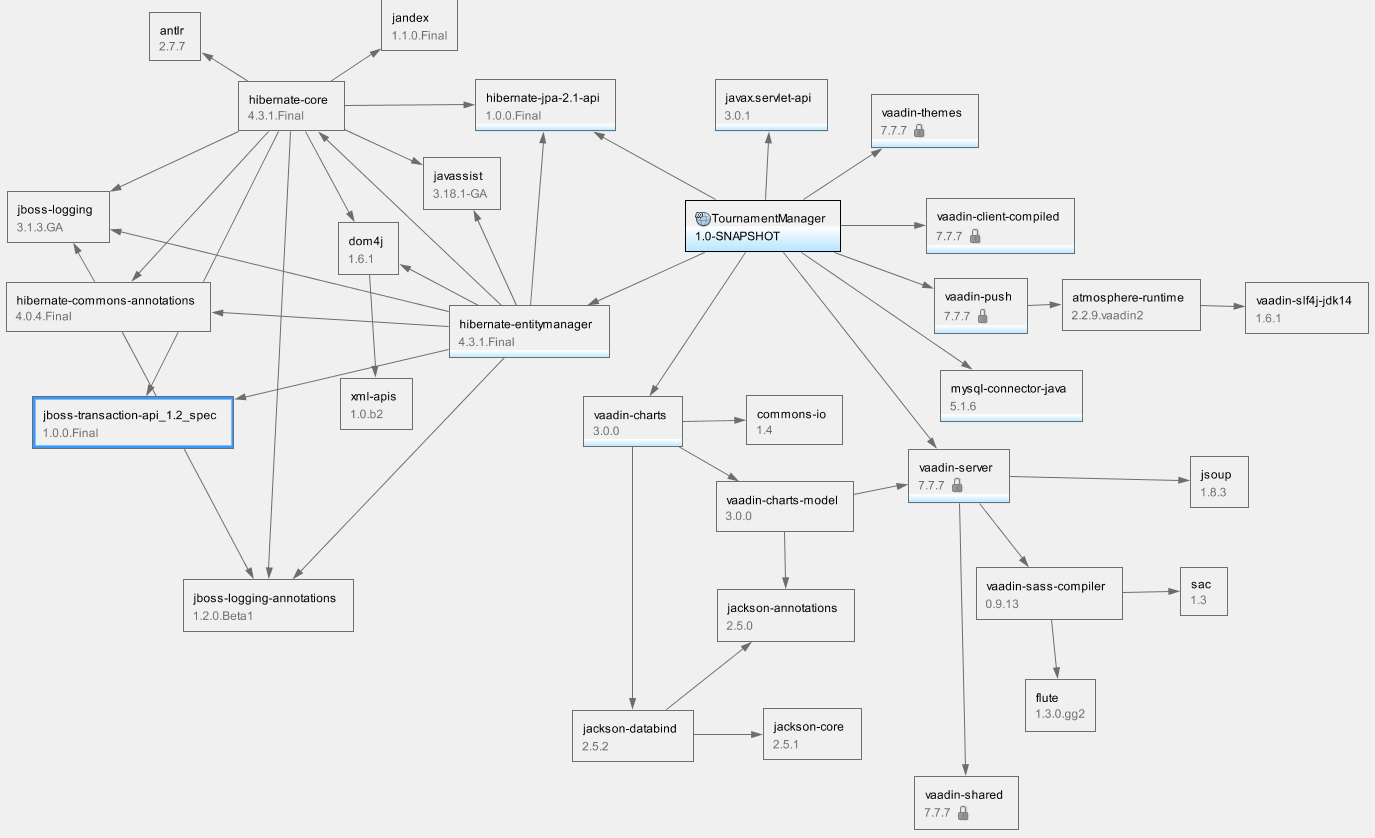 jandex
1.1.0.Final
antlr
2.7.7
hibernate-core
4.3.1.Final
hibernate-jpa-2.1-api
1.0.0.Final
javax.servlet-api
3.0.1
vaadin-themes
7.7.7
javassist
3.18.1-GA
jboss-logging
3.1.3.GA
TournamentManager
1.0-SNAPSHOT
vaadin-client-compiled
7.7.7
dom4j
1.6.1
hibernate-commons-annotations
4.0.4.Final
vaadin-push
7.7.7
atmosphere-runtime
2.2.9.vaadin2
vaadin-slf4j-jdk14
1.6.1
hibernate-entitymanager
4.3.1.Final
xml-apis
1.0.b2
mysql-connector-java
5.1.6
jboss-transaction-api_1.2_spec
1.0.0.Final
vaadin-charts
3.0.0
commons-io
1.4
vaadin-server
7.7.7
jsoup
1.8.3
vaadin-charts-model
3.0.0
jboss-logging-annotations
1.2.0.Beta1
vaadin-sass-compiler
0.9.13
sac
1.3
jackson-annotations
2.5.0
flute
1.3.0.gg2
jackson-databind
2.5.2
jackson-core
2.5.1
vaadin-shared
7.7.7